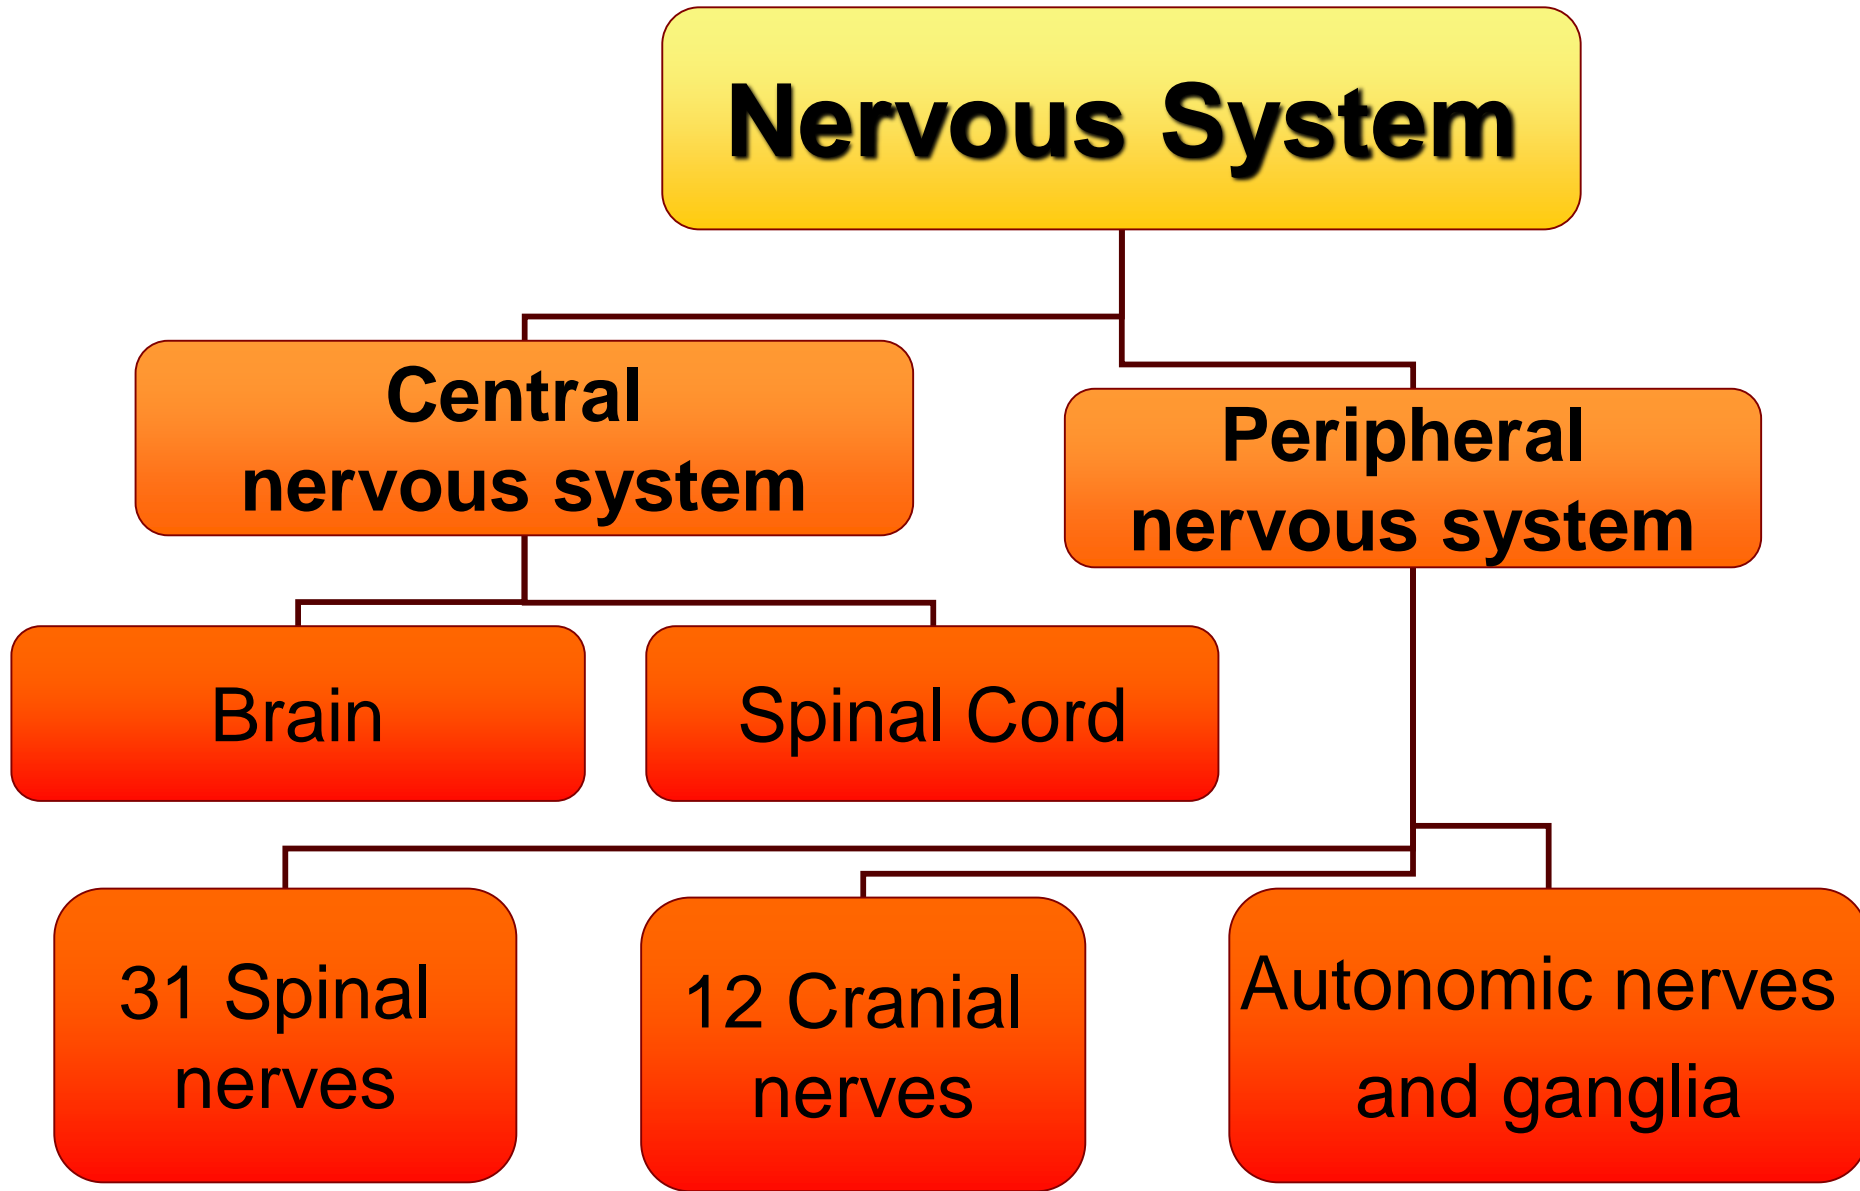 Nervous System
Central
nervous system
Peripheral
nervous system
Brain
Spinal Cord
31 Spinal
nerves
12 Cranial
nerves
Autonomic nerves
and ganglia